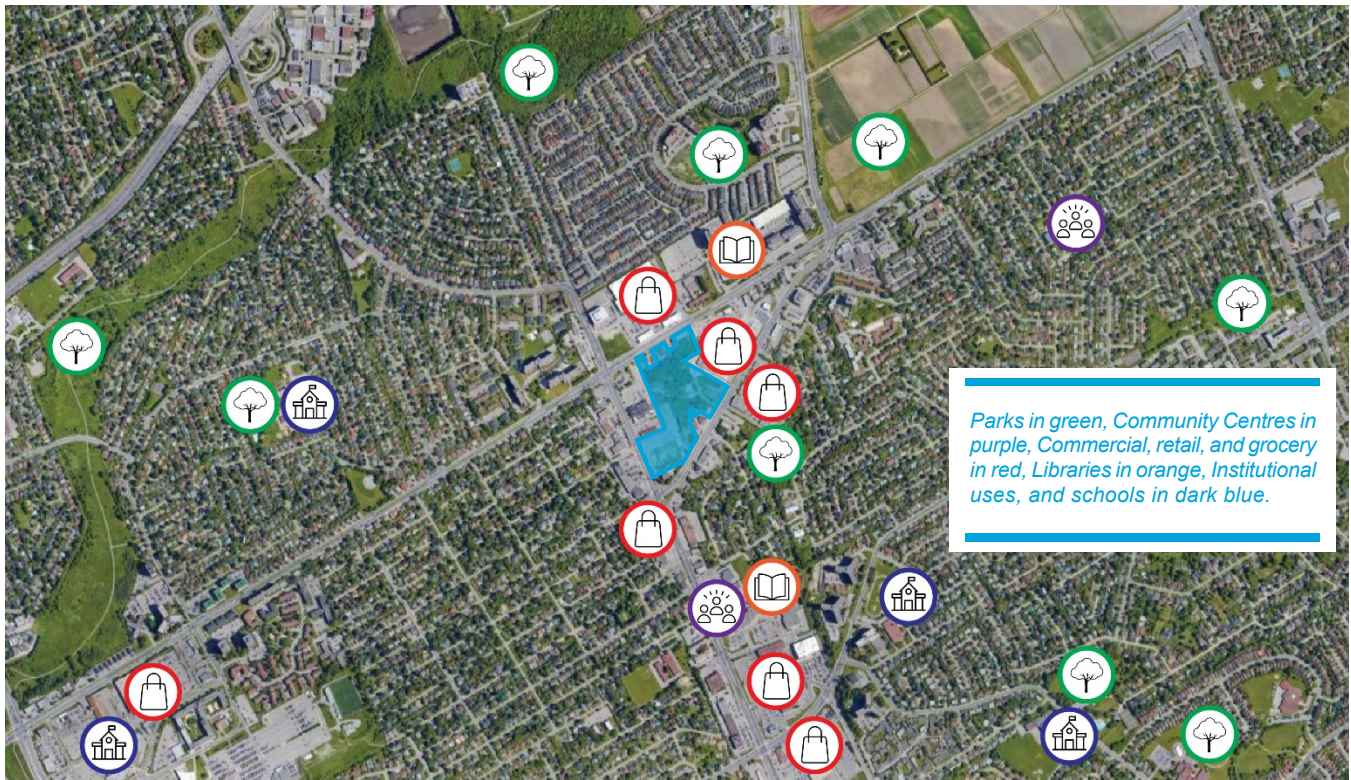 Parks in green, Community Centres in
purple, Commercial, retail, and grocery
in red, Libraries in orange, Institutional
uses, and schools in dark blue.